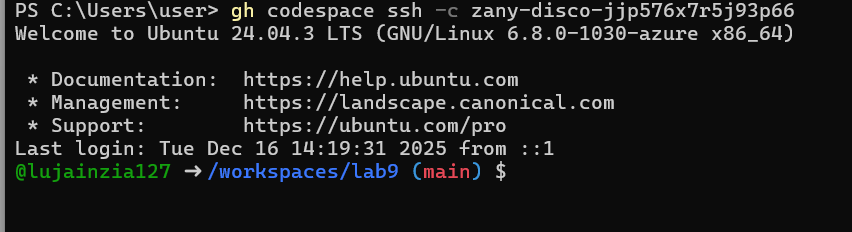 PS C:\Users\user> gh codespace ssh -c zany-disco-jjp576x7r5j93p66
Welcome to Ubuntu 24.04.3 LTS (GNU/Linux 6.8.0-1030-azure x86_64)
* Documentation:  https://help.ubuntu.com
* Management:     https://landscape.canonical.com
* Support:        https://ubuntu.com/pro
Last login: Tue Dec 16 14:19:31 2025 from ::1
@lujainzia127 ➜ /workspaces/lab9 (main) $